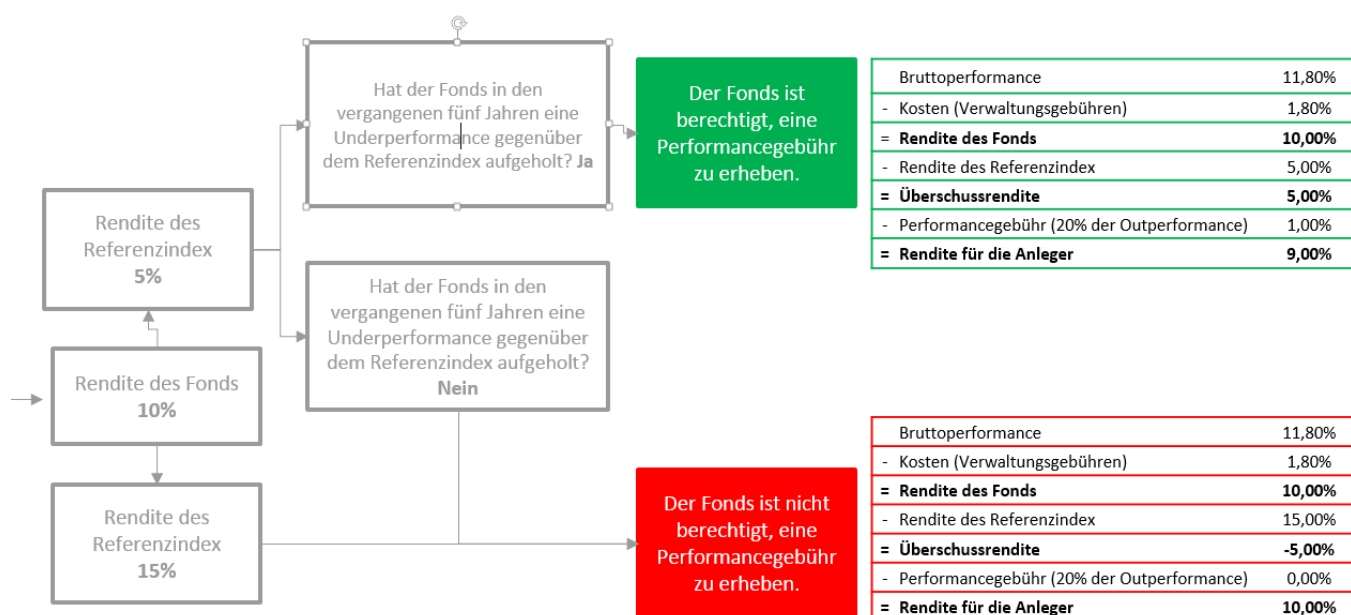 Hat der Fonds in den
vergangenen fünf Jahren eine
Underperformance gegenüber
dem Referenzindex aufgeholt? Ja
Der Fonds ist
berechtigt, eine
Performancegebühr
zu erheben.
Bruttoperformance 11,80%
- Kosten (Verwaltungsgebühren) 1,80%
= Rendite des Fonds 10,00%
- Rendite des Referenzindex 5,00%
= Überschussrendite 5,00%
- Performancegebühr (20% der Outperformance) 1,00%
= Rendite für die Anleger 9,00%
Rendite des
Referenzindex
5%
Hat der Fonds in den
vergangenen fünf Jahren eine
Underperformance gegenüber
dem Referenzindex aufgeholt?
Nein
Rendite des Fonds
10%
Rendite des
Referenzindex
15%
Der Fonds ist nicht
berechtigt, eine
Performancegebühr
zu erheben.
Bruttoperformance 11,80%
- Kosten (Verwaltungsgebühren) 1,80%
= Rendite des Fonds 10,00%
- Rendite des Referenzindex 15,00%
= Überschussrendite -5,00%
- Performancegebühr (20% der Outperformance) 0,00%
= Rendite für die Anleger 10,00%